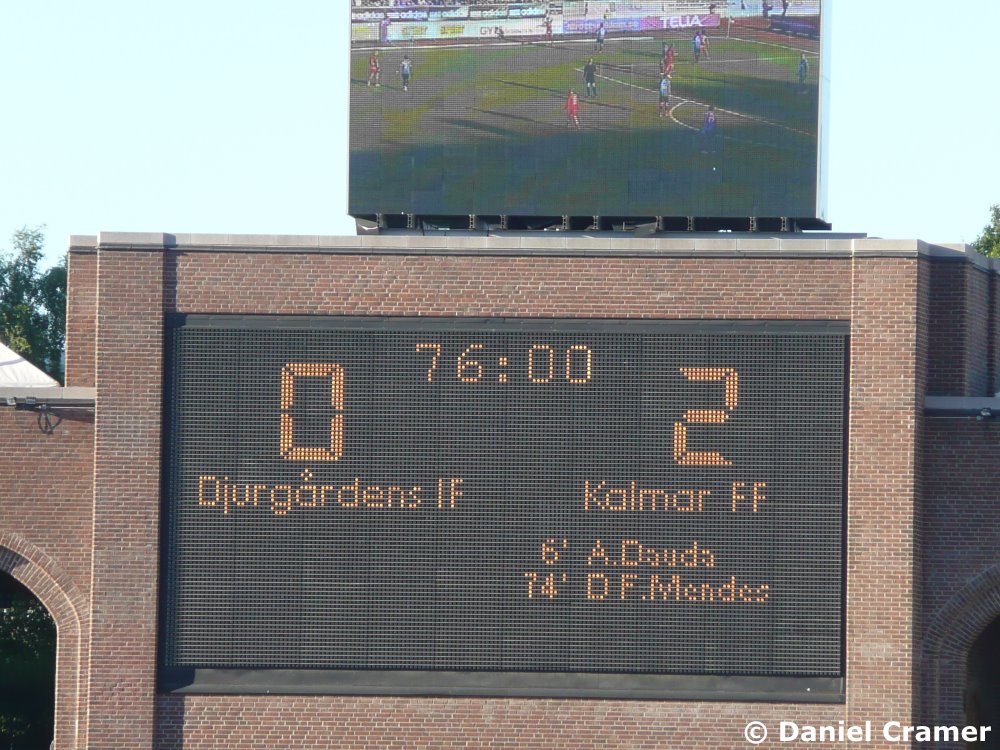 TELIA
76:00
0 2
Djurgårdens IF Kalmar FF
6' A.Dauda
74' D F.Mendes
© Daniel Cramer